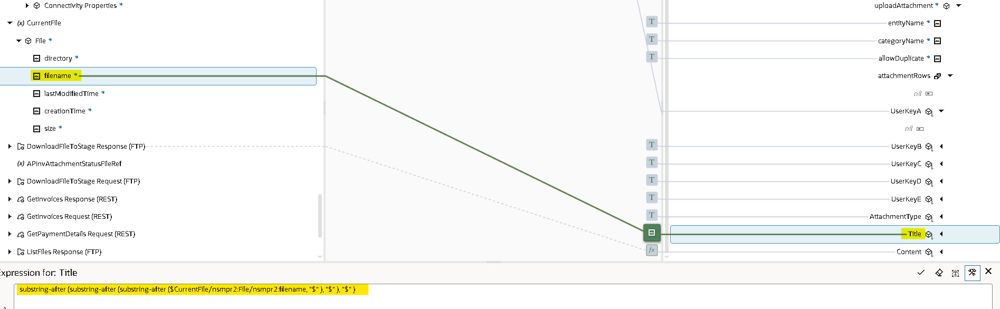 Connectivity Properties *
uploadAttachment *
(x) CurrentFile
T
entityName *
File *
T
categoryName *
directory *
T
allowDuplicate *
filename *
attachmentRows
lastModifiedTime *
nil
creationTime *
UserKeyA
size *
nil
DownloadFIleToStage Response (FTP)
T
UserKeyB
(x) APInvAttachmentStatusFileRef
T
UserKeyC
DownloadFIleToStage Request (FTP)
T
UserKeyD
GetInvoices Response (REST)
T
UserKeyE
GetInvoices Request (REST)
T
AttachmentType
GetPaymentDetails Request (REST)
Title
ListFiles Response (FTP)
fx
Content
xpression for: Title
substring-after (substring-after (substring-after ($CurrentFile/nsmpr2:File/nsmpr2:filename, "$" ), "$" ), "$" )